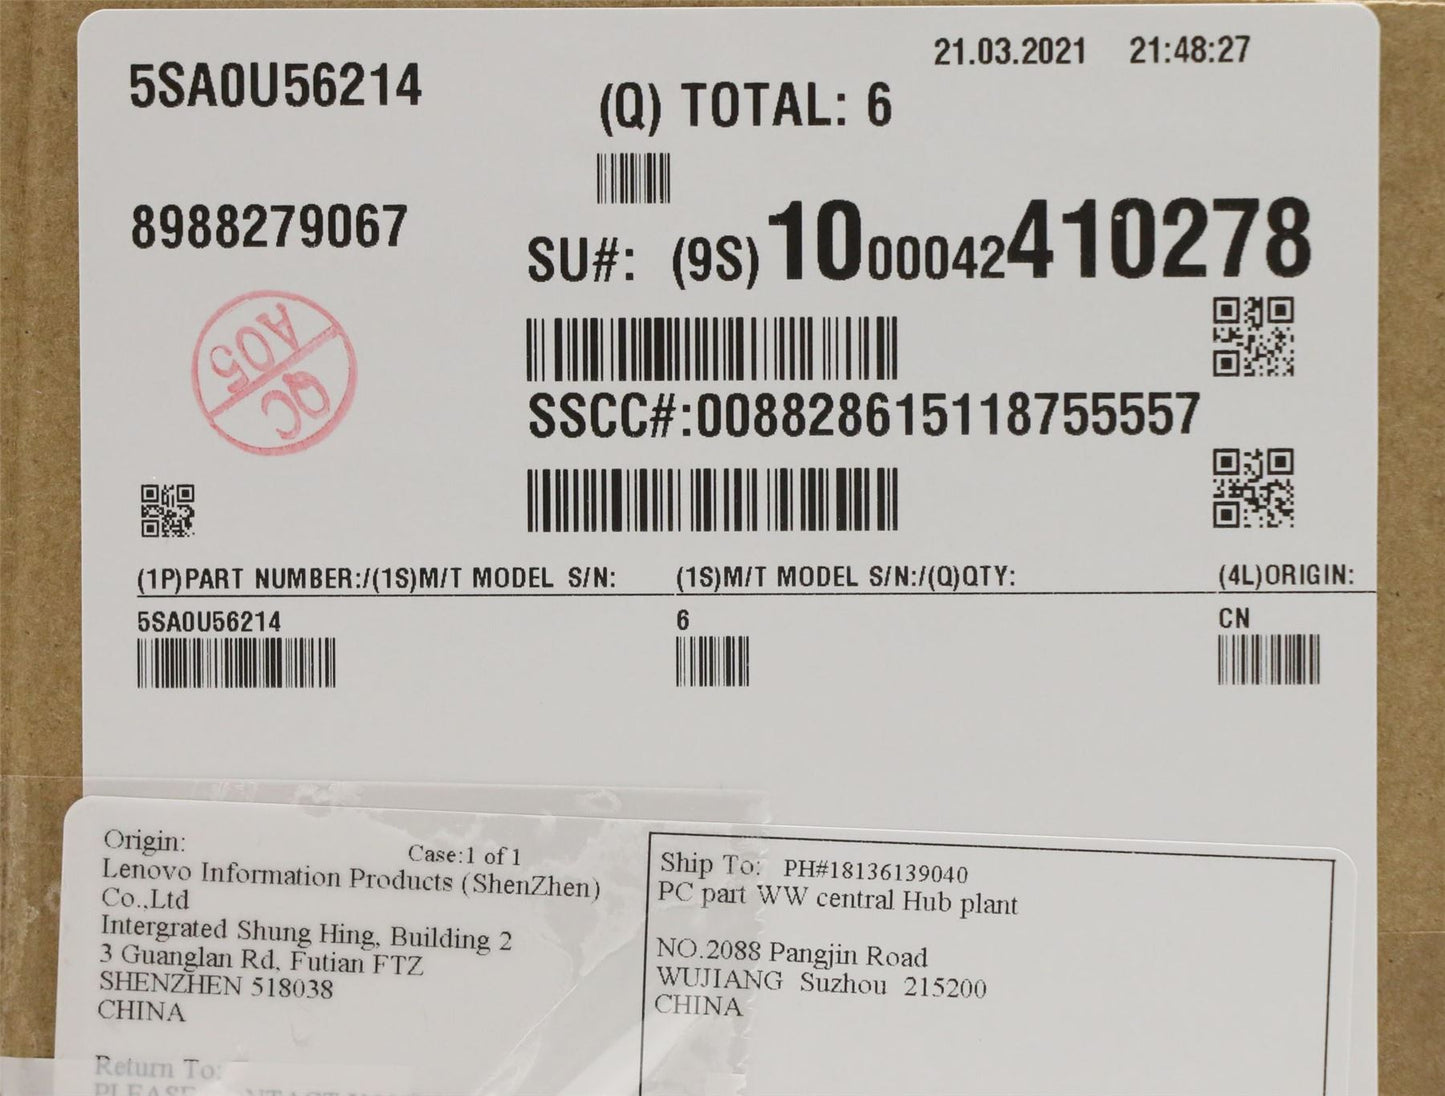 21.03.2021 21:48:27
5SA0U56214
(Q) TOTAL: 6
8988279067
SU#: (9S)1000042410278
QC
A05
SSCC#:008828615118755557
(1P)PART NUMBER:/(1S)M/T MODEL S/N: (1S)M/T MODEL S/N:/(Q)QTY: (4L)ORIGIN:
5SA0U56214 6 CN
Origin:
Case:1 of 1
Lenovo Information Products (ShenZhen)
Co.,Ltd
Intergrated Shung Hing, Building 2
3 Guanglan Rd, Futian FTZ
SHENZHEN 518038
CHINA
Return To:
PLEASE
Ship To: PH#18136139040
PC part WW central Hub plant
NO.2088 Pangjin Road
WUJIANG Suzhou 215200
CHINA